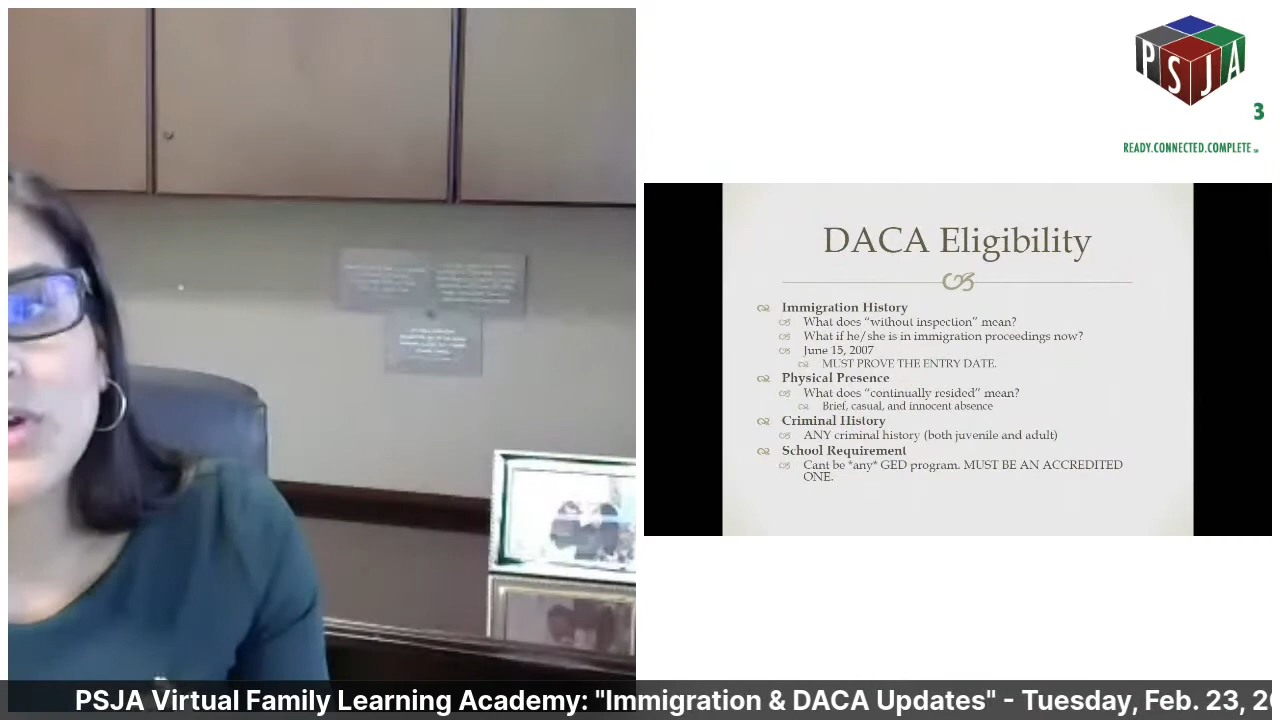 PSJA
3
READY.CONNECTED.COMPLETE
DACA Eligibility
Immigration History
What does “without inspection” mean?
What if he/she is in immigration proceedings now?
June 15, 2007
MUST PROVE THE ENTRY DATE.
Physical Presence
What does “continually resided” mean?
Brief, casual, and innocent absence
Criminal History
ANY criminal history (both juvenile and adult)
School Requirement
Cant be *any* GED program. MUST BE AN ACCREDITED
ONE.
PSJA Virtual Family Learning Academy: "Immigration & DACA Updates" - Tuesday, Feb. 23, 2